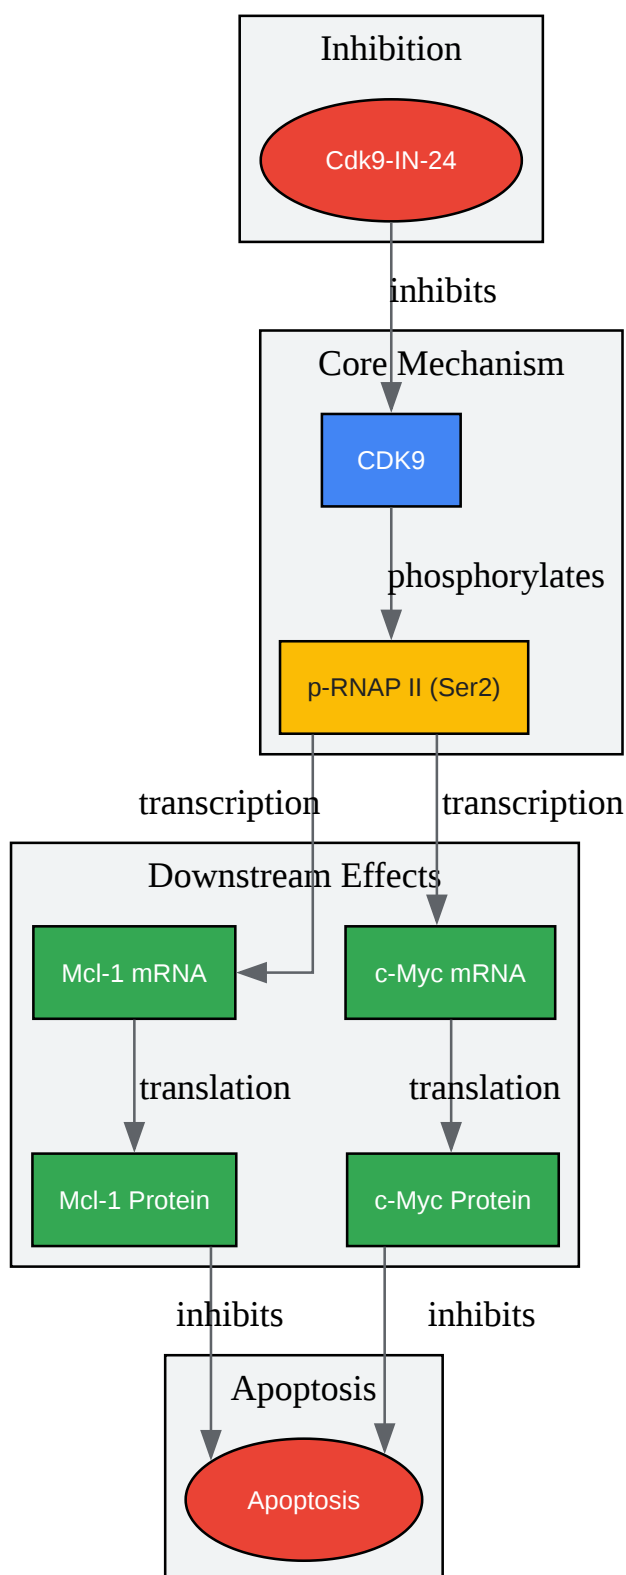 Inhibition
Cdk9-IN-24
inhibits
Core Mechanism
CDK9
phosphorylates
p-RNAP II (Ser2)
transcription
transcription
Downstream Effects
Mcl-1 mRNA
c-Myc mRNA
translation
translation
Mcl-1 Protein
c-Myc Protein
inhibits
inhibits
Apoptosis
Apoptosis